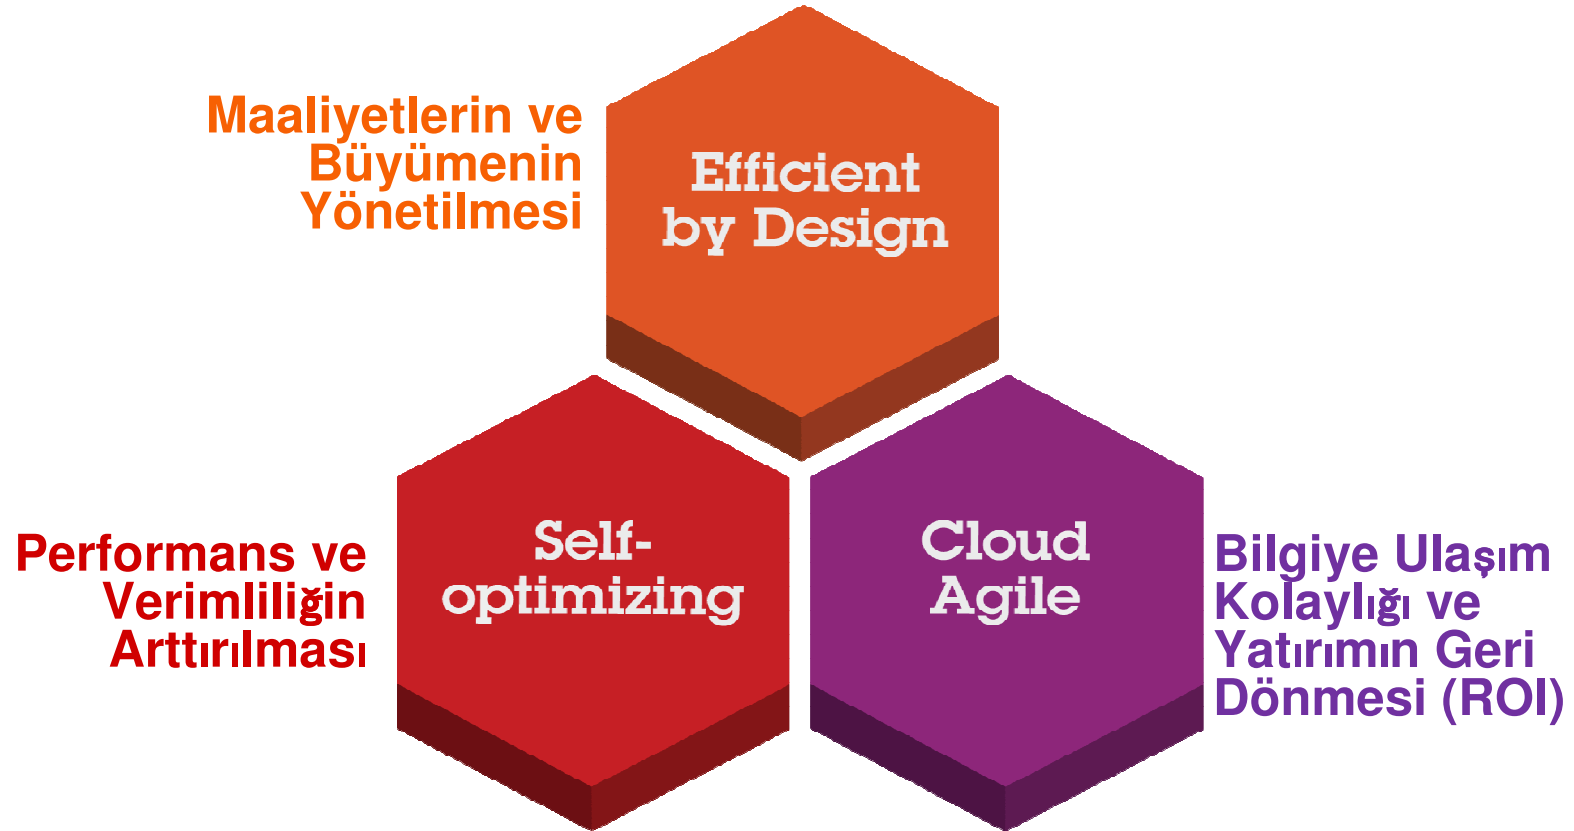 Maaliyetlerin ve
Büyümenin
Yönetilmesi
Efficient
by Design
Performans ve
Verimliliğin
Arttırılması
Self-
optimizing
Cloud
Agile
Bilgiye Ulaşım
Kolaylığı ve
Yatırımın Geri
Dönmesi (ROI)